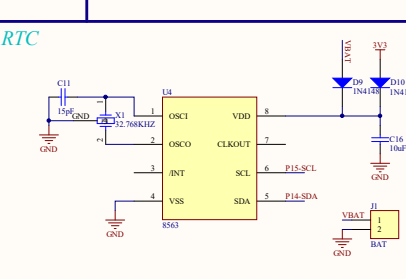 RTC
VBAT
3V3
C11
U4
D9
D10
1N4148
15pF
GND
X1
32.768KHZ
1
2
1
OSCI
VDD
8
2
OSCO
CLKOUT
7
3
/INT
SCL
6
P15-SCL
4
VSS
SDA
5
P14-SDA
8563
GND
GND
C16
10uF
GND
J1
VBAT
1
2
BAT
GND